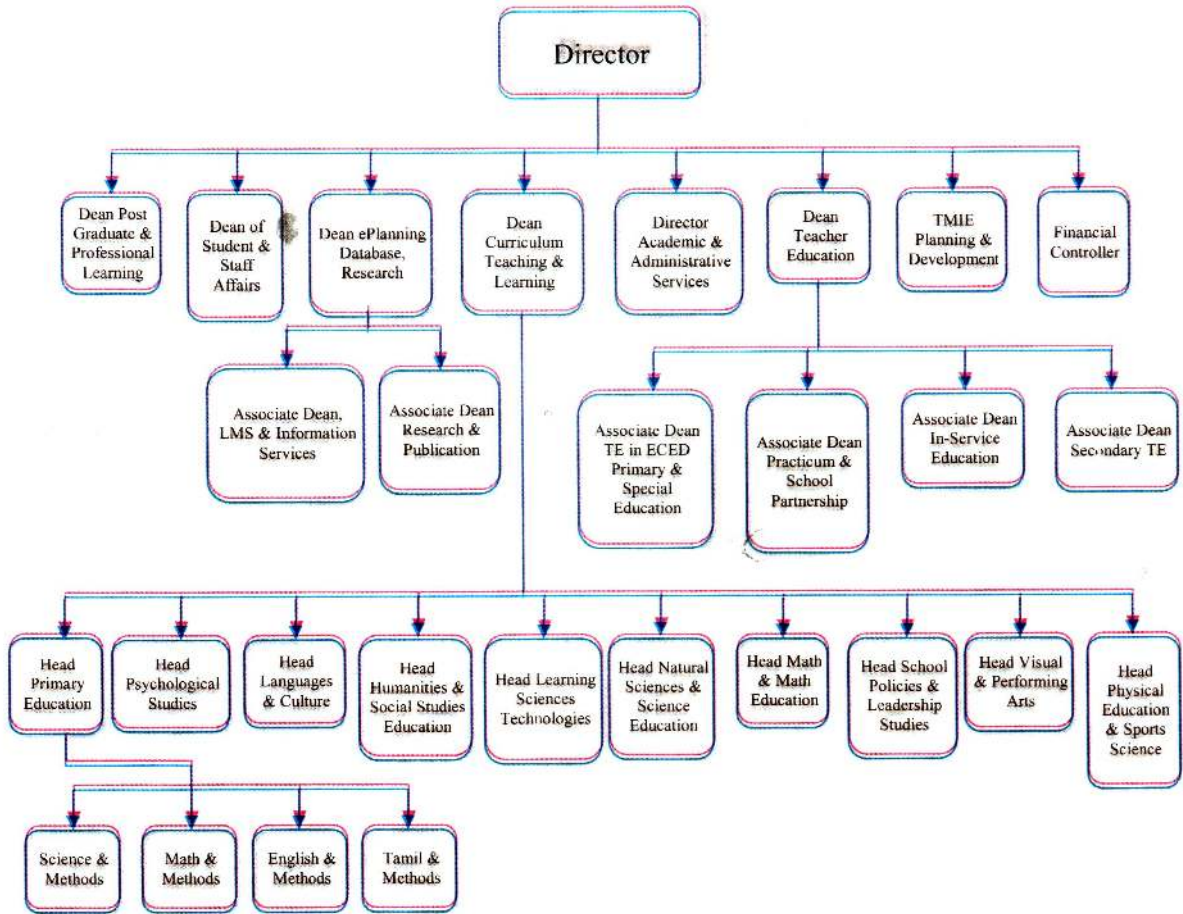 Director
Dean Post
Graduate &
Professional
Learning
Dean of
Student &
Staff
Affairs
Dean ePlanning
Database,
Research
Dean
Curriculum
Teaching &
Learning
Director
Academic &
Administrative
Services
Dean
Teacher
Education
TMIE
Planning &
Development
Financial
Controller
Associate Dean,
LMS & Information
Services
Associate Dean
Research &
Publication
Associate Dean
TE in ECED
Primary &
Special
Education
Associate Dean
Practicum &
School
Partnership
Associate Dean
In-Service
Education
Associate Dean
Secondary TE
Head
Primary
Education
Head
Psychological
Studies
Head
Languages
& Culture
Head
Humanities &
Social Studies
Education
Head Learning
Sciences
Technologies
Head Natural
Sciences &
Science
Education
Head Math
& Math
Education
Head School
Policies &
Leadership
Studies
Head Visual
& Performing
Arts
Head
Physical
Education
& Sports
Science
Science &
Methods
Math &
Methods
English &
Methods
Tamil &
Methods